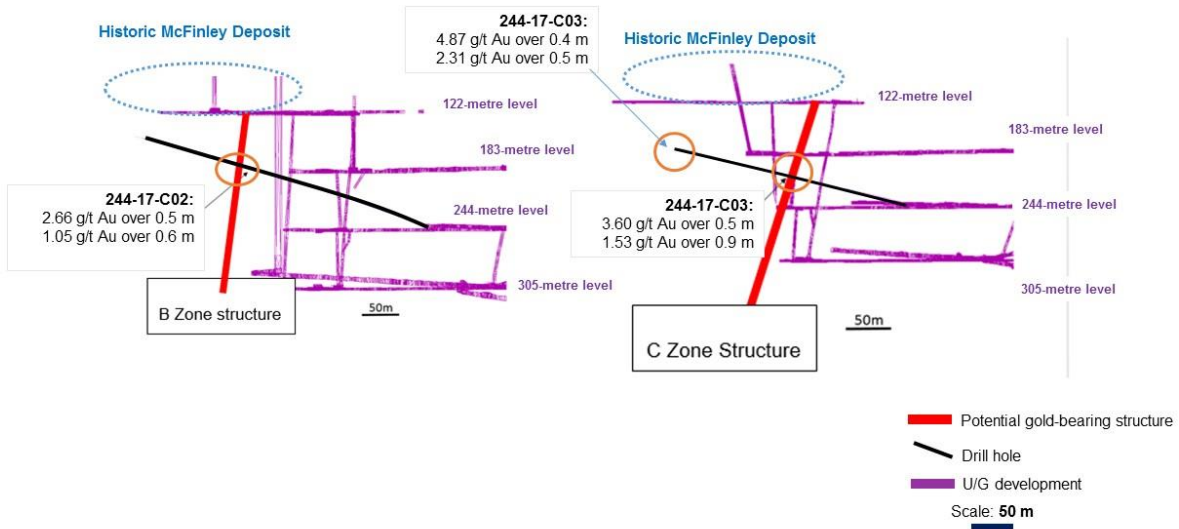 Historic McFinley Deposit
122-metre level
183-metre level
244-17-C02:
2.66 g/t Au over 0.5 m
1.05 g/t Au over 0.6 m
244-metre level
305-metre level
B Zone structure
50m
244-17-C03:
4.87 g/t Au over 0.4 m
2.31 g/t Au over 0.5 m
Historic McFinley Deposit
122-metre level
183-metre level
244-17-C03:
3.60 g/t Au over 0.5 m
1.53 g/t Au over 0.9 m
244-metre level
305-metre level
C Zone Structure
50m
Potential gold-bearing structure
Drill hole
U/G development
Scale: 50 m